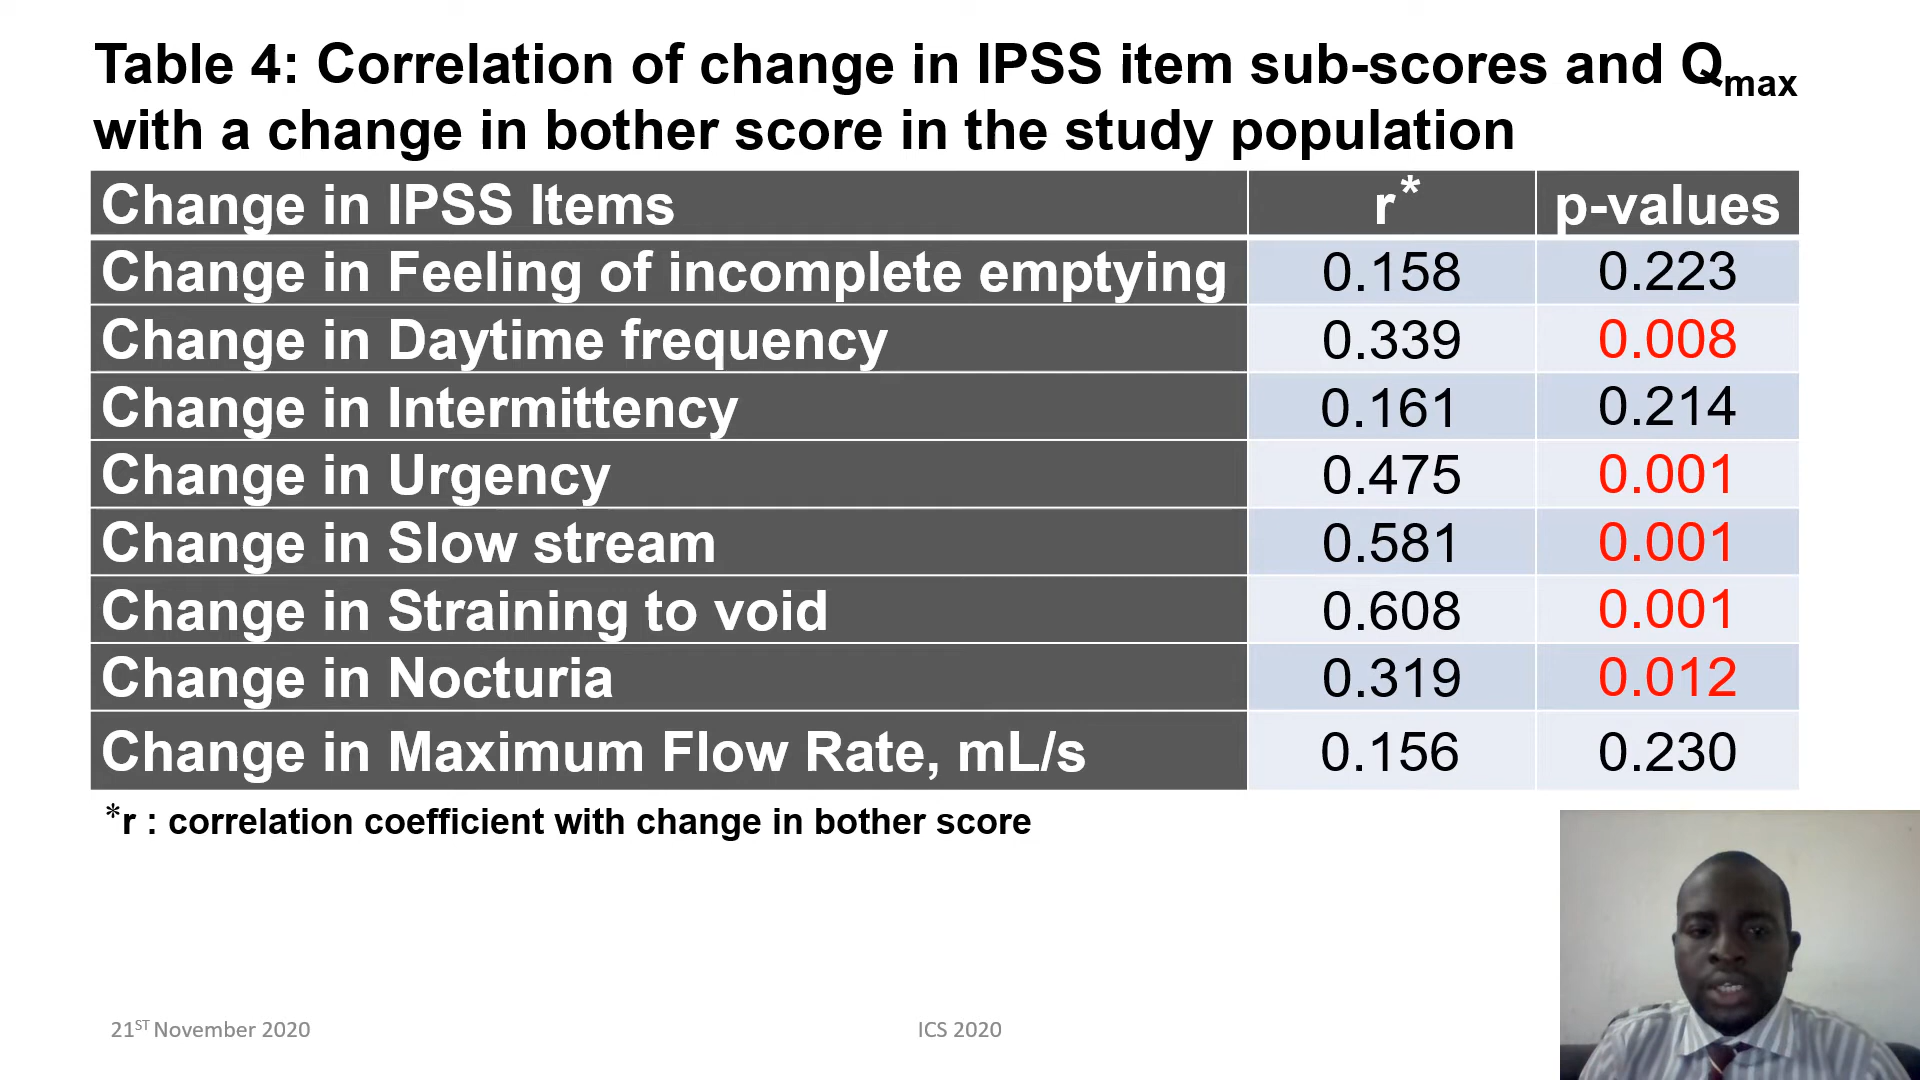 Table 4: Correlation of change in IPSS item sub-scores and Qmax
with a change in bother score in the study population
Change in IPSS Items r* p-values
Change in Feeling of incomplete emptying 0.158 0.223
Change in Daytime frequency 0.339 0.008
Change in Intermittency 0.161 0.214
Change in Urgency 0.475 0.001
Change in Slow stream 0.581 0.001
Change in Straining to void 0.608 0.001
Change in Nocturia 0.319 0.012
Change in Maximum Flow Rate, mL/s 0.156 0.230
*r : correlation coefficient with change in bother score
21ST November 2020 ICS 2020